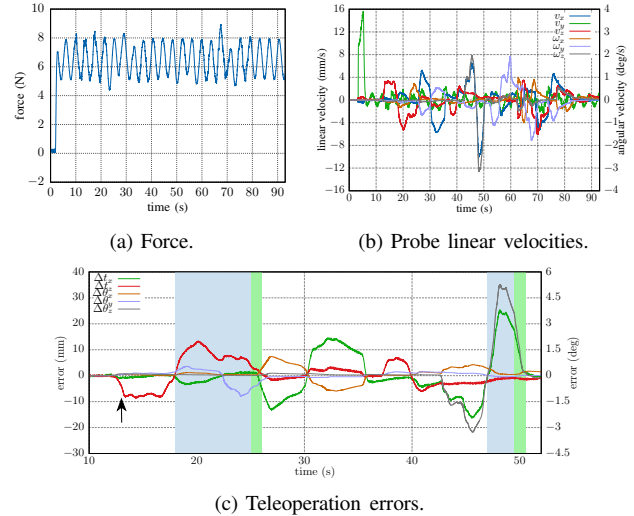 10
8
6
4
2
0
−2
force (N)
0 10 20 30 40 50 60 70 80 90
time (s)
(a) Force.
16
12
8
4
0
−4
−8
−12
−16
linear velocity (mm/s)
4
3
2
1
0
−1
−2
−3
−4
angular velocity (deg/s)
v_x
v_y
v_z
ω_x
ω_y
ω_z
0 10 20 30 40 50 60 70 80 90
time (s)
(b) Probe linear velocities.
40
30
20
10
0
−10
−20
−30
error (mm)
6
4.5
3
1.5
0
−1.5
−3
−4.5
error (deg)
Δt_x
Δt_z
Δθ_x
Δθ_y
Δθ_z
10 20 30 40 50
time (s)
(c) Teleoperation errors.